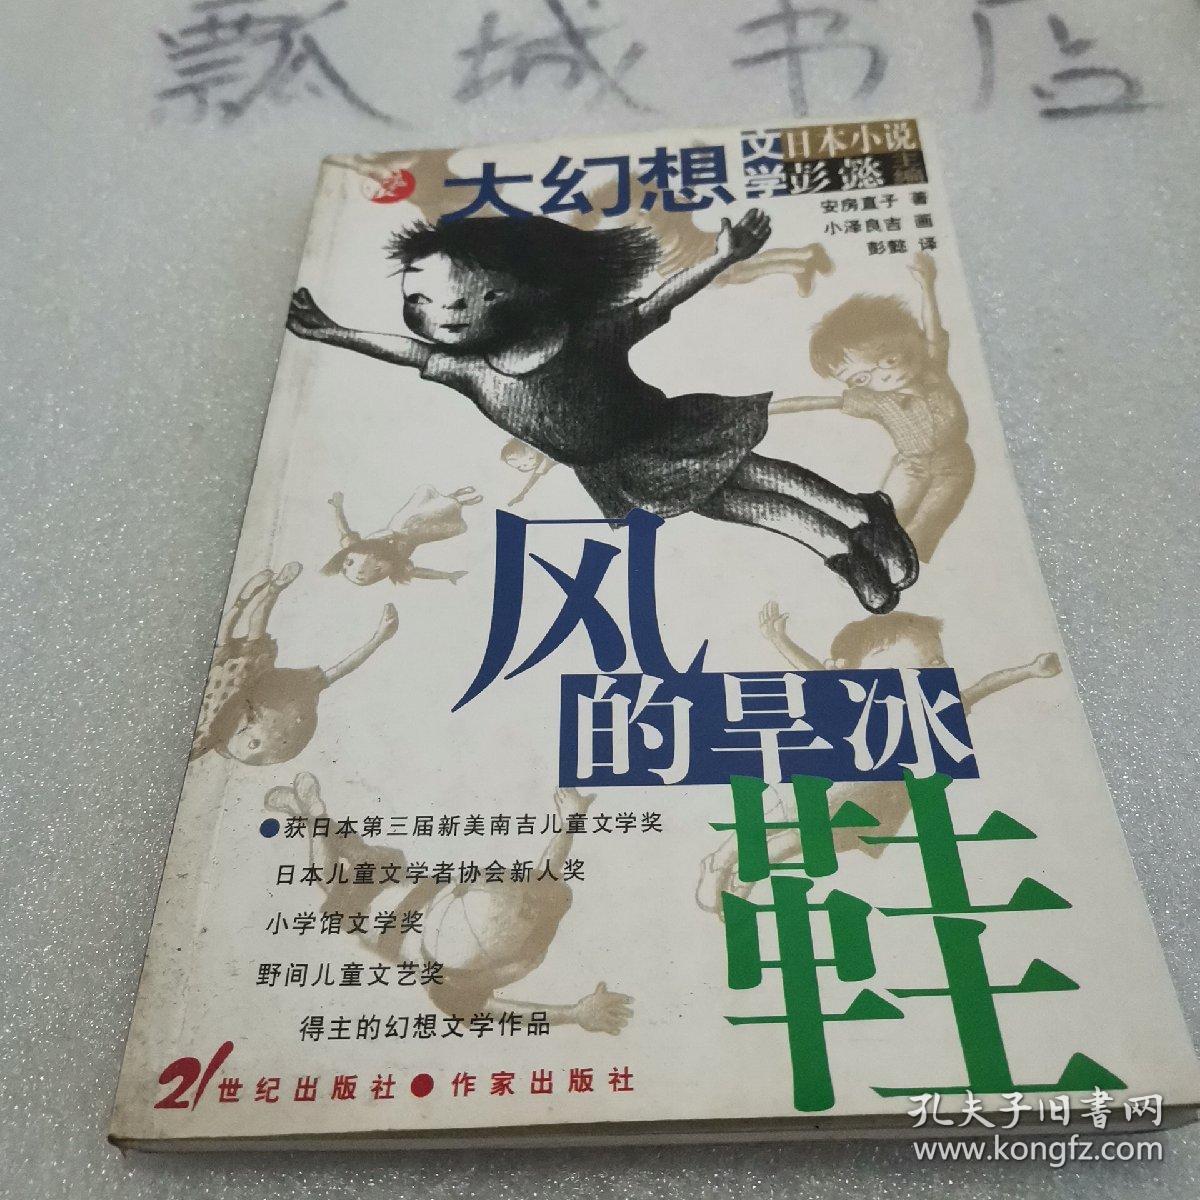 瓢城书店
大幻想
文学
日本小说
彭懿
主编
安房直子 著
小泽良吉 画
彭懿 译
风
的旱冰
鞋
●获日本第三届新美南吉儿童文学奖
日本儿童文学者协会新人奖
小学馆文学奖
野间儿童文艺奖
得主的幻想文学作品
21世纪出版社●作家出版社
孔夫子旧书网
www.kongfz.com